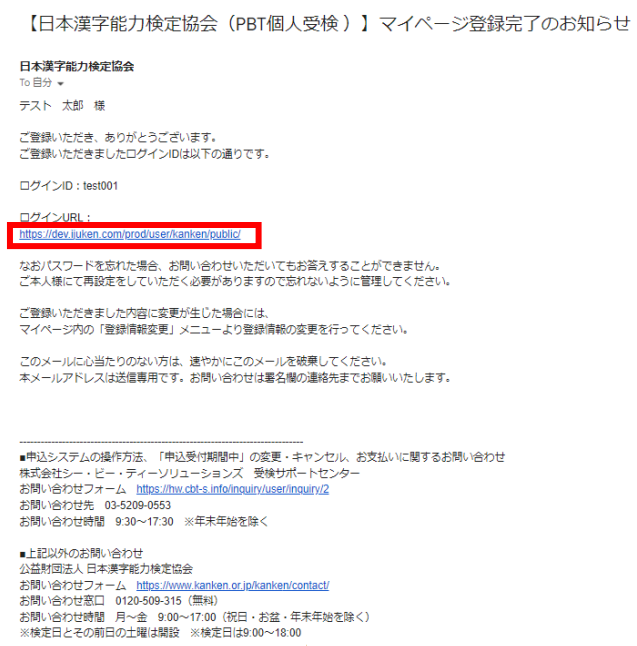 【日本漢字能力検定協会（PBT個人受検 ）】マイページ登録完了のお知らせ
日本漢字能力検定協会
To 自分
テスト 太郎 様
ご登録いただき、ありがとうございます。
ご登録いただきましたログインIDは以下の通りです。
ログインID：test001
ログインURL：
https://dev.ijuken.com/prod/user/kanken/public/
なおパスワードを忘れた場合、お問い合わせいただいてもお答えすることができません。
ご本人様にて再設定をしていただく必要がありますので忘れないように管理してください。
ご登録いただきました内容に変更が生じた場合には、
マイページ内の「登録情報変更」メニューより登録情報の変更を行ってください。
このメールに心当たりのない方は、速やかにこのメールを破棄してください。
本メールアドレスは送信専用です。お問い合わせは署名欄の連絡先までお願いいたします。
--------------------------------------------------------------------------------
■申込システムの操作方法、「申込受付期間中」の変更・キャンセル、お支払いに関するお問い合わせ
株式会社シー・ビー・ティーソリューションズ 受検サポートセンター
お問い合わせフォーム https://hw.cbt-s.info/inquiry/user/inquiry/2
お問い合わせ先 03-5209-0553
お問い合わせ時間 9:30～17:30 ※年末年始を除く
■上記以外のお問い合わせ
公益財団法人 日本漢字能力検定協会
お問い合わせフォーム https://www.kanken.or.jp/kanken/contact/
お問い合わせ窓口 0120-509-315（無料）
お問い合わせ時間 月～金 9:00～17:00（祝日・お盆・年末年始を除く）
※検定日とその前日の土曜は開設 ※検定日は9:00～18:00